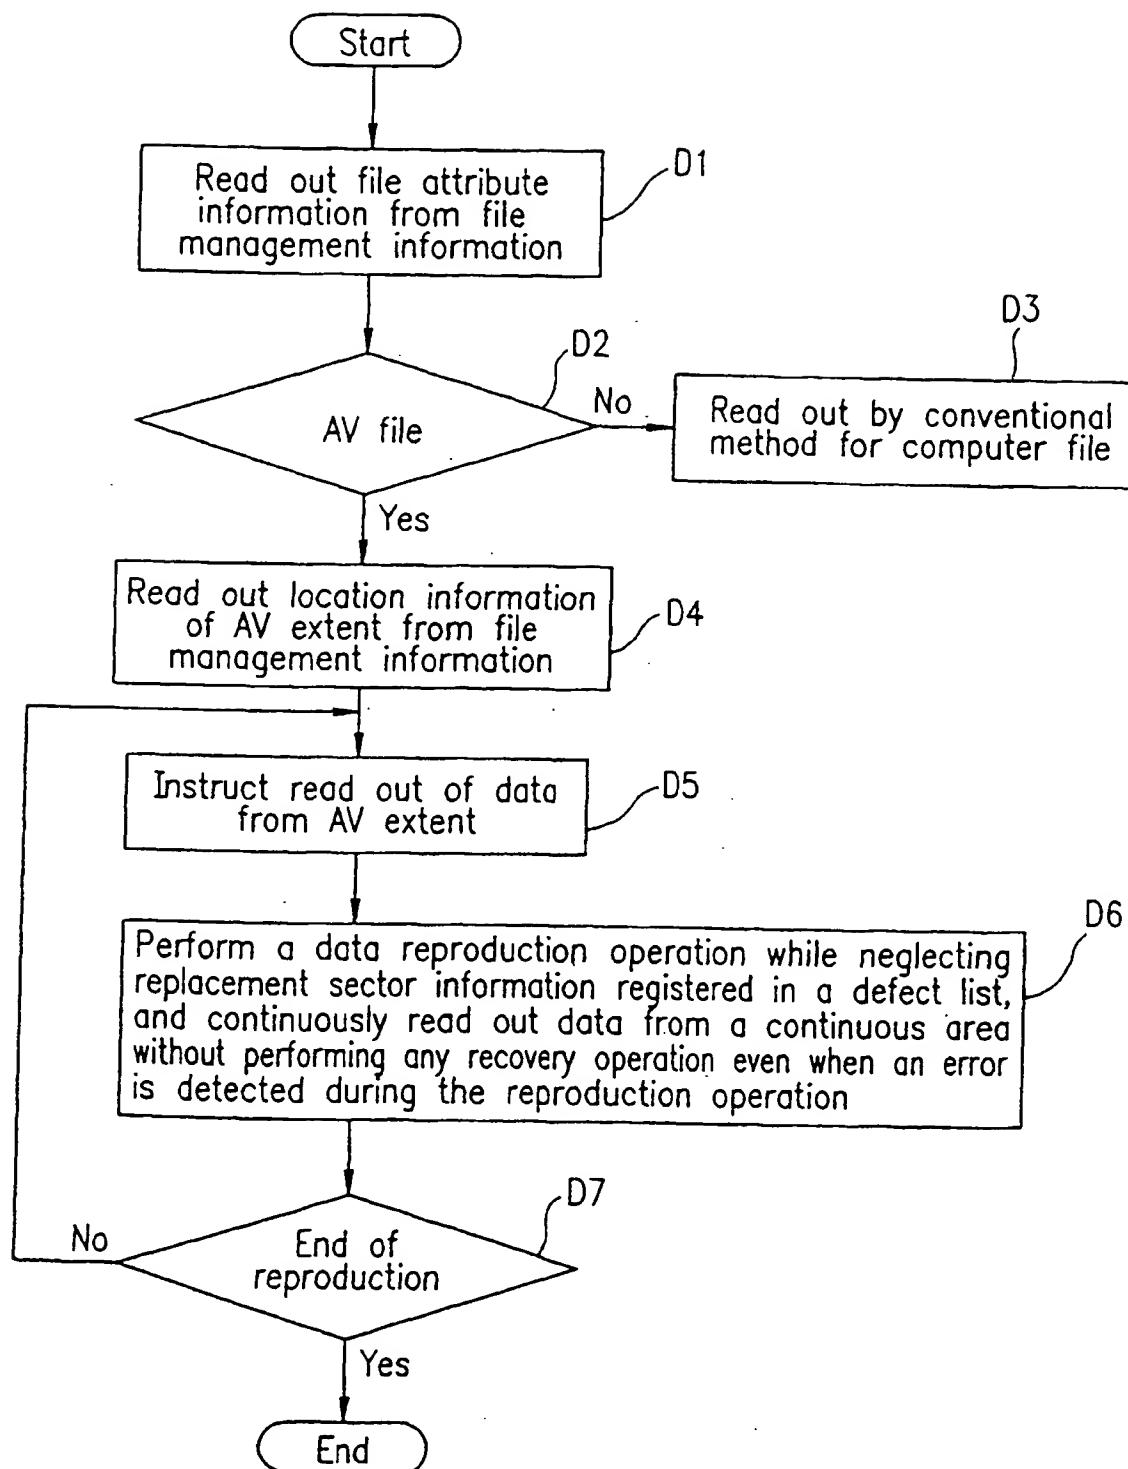 Start
Read out file attribute
information from file
management information
D1
D2
AV file
No
D3
Read out by conventional
method for computer file
Yes
Read out location information
of AV extent from file
management information
D4
Instruct read out of data
from AV extent
D5
Perform a data reproduction operation while neglecting
replacement sector information registered in a defect list,
and continuously read out data from a continuous area
without performing any recovery operation even when an error
is detected during the reproduction operation
D6
D7
End of
reproduction
No
Yes
End